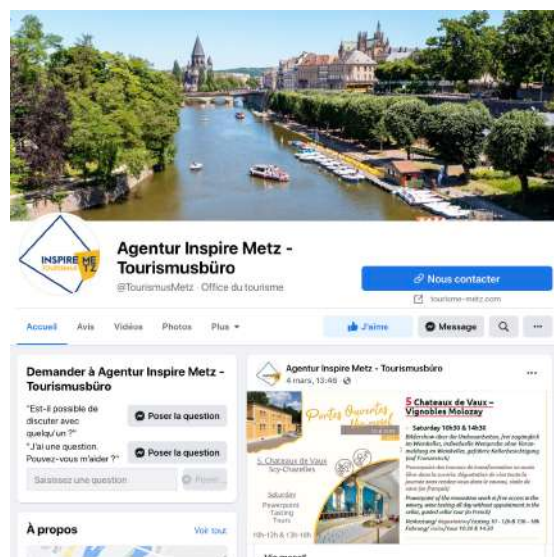 INSPIRE ME
TOURISMUS TZ
Agentur Inspire Metz -
Tourismusbüro
@TourismusMetz · Office du tourisme
Nous contacter
tourisme-metz.com
Accueil Avis Vidéos Photos Plus
J'aime Message
Demander à Agentur Inspire Metz -
Tourismusbüro
"Est-il possible de
discuter avec
quelqu'un ?"
Poser la question
"J'ai une question.
Pouvez-vous m'aider ?"
Poser la question
Saisissez une question
Poser
À propos
Voir tout
Agentur Inspire Metz - Tourismusbüro
4 mars, 13:46
Portes Ouvertes
5. Chateaux de Vaux
Scy-Chazelles
Saturday
Powerpoint
Tasting
Tours
10h-12h & 13h-18h
5 Chateaux de Vaux –
Vignobles Molozay
- Saturday 10h30 & 14h30